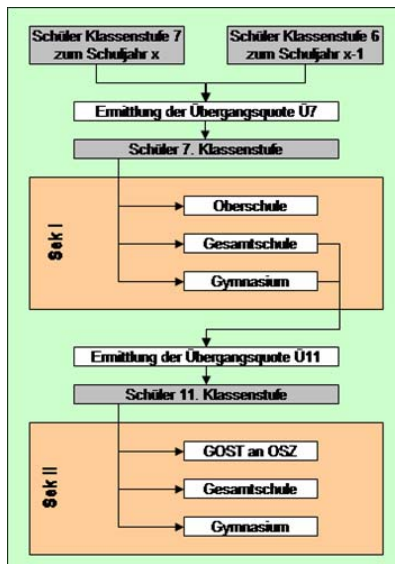 Schüler Klassenstufe 7
zum Schuljahr x
Schüler Klassenstufe 6
zum Schuljahr x-1
Ermittlung der Übergangsquote Ü7
Schüler 7. Klassenstufe
Sek I
Oberschule
Gesamtschule
Gymnasium
Ermittlung der Übergangsquote Ü11
Schüler 11. Klassenstufe
Sek II
GOST an OSZ
Gesamtschule
Gymnasium